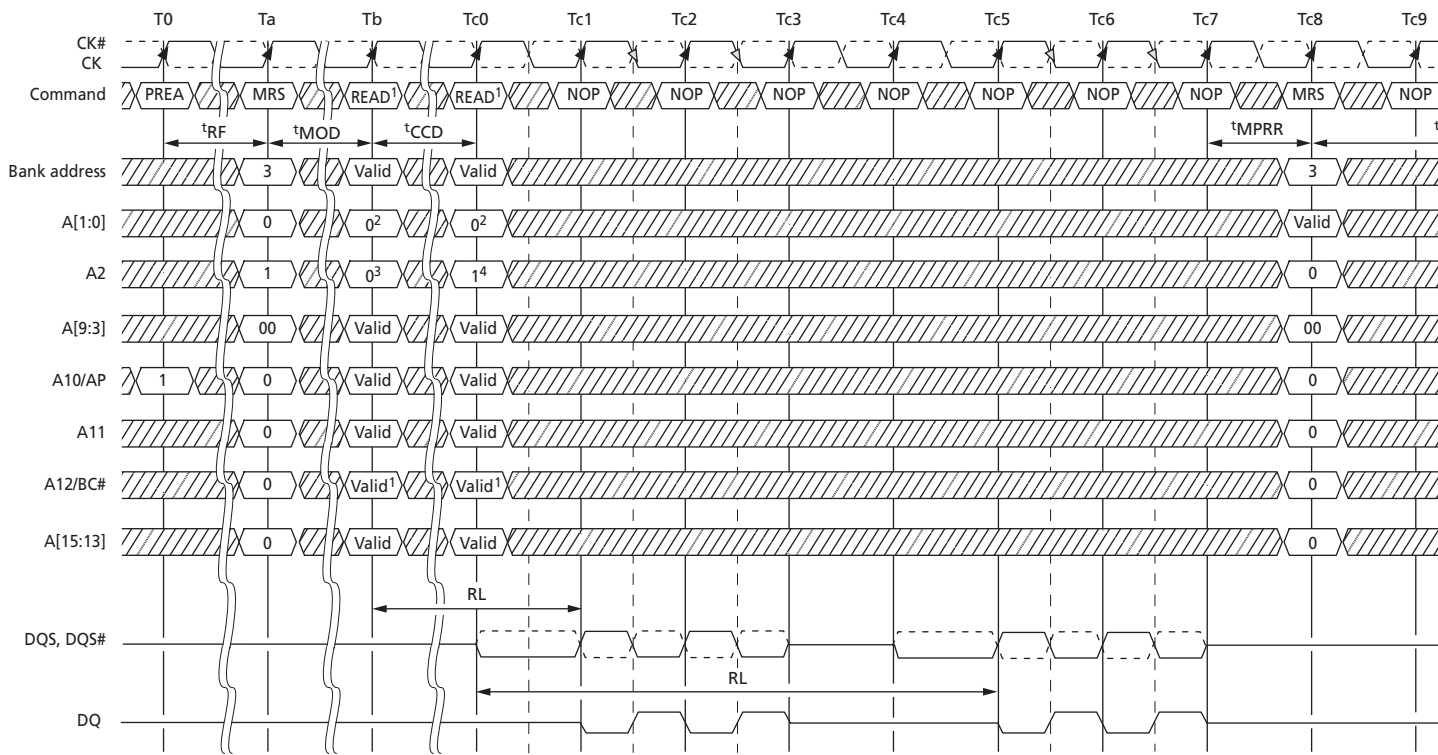 T0 Ta Tb Tc0 Tc1 Tc2 Tc3 Tc4 Tc5 Tc6 Tc7 Tc8 Tc9
CK#
CK
Command PREA MRS READ¹ READ¹ NOP NOP NOP NOP NOP NOP NOP MRS NOP
ᵗRF ᵗMOD ᵗCCD ᵗMPRR ᵗ
Bank address 3 Valid Valid 3
A[1:0] 0 0² 0² Valid
A2 1 0³ 1⁴ 0
A[9:3] 00 Valid Valid 00
A10/AP 1 0 Valid Valid 0
A11 0 Valid Valid 0
A12/BC# 0 Valid¹ Valid¹ 0
A[15:13] 0 Valid Valid 0
RL
DQS, DQS#
RL
DQ